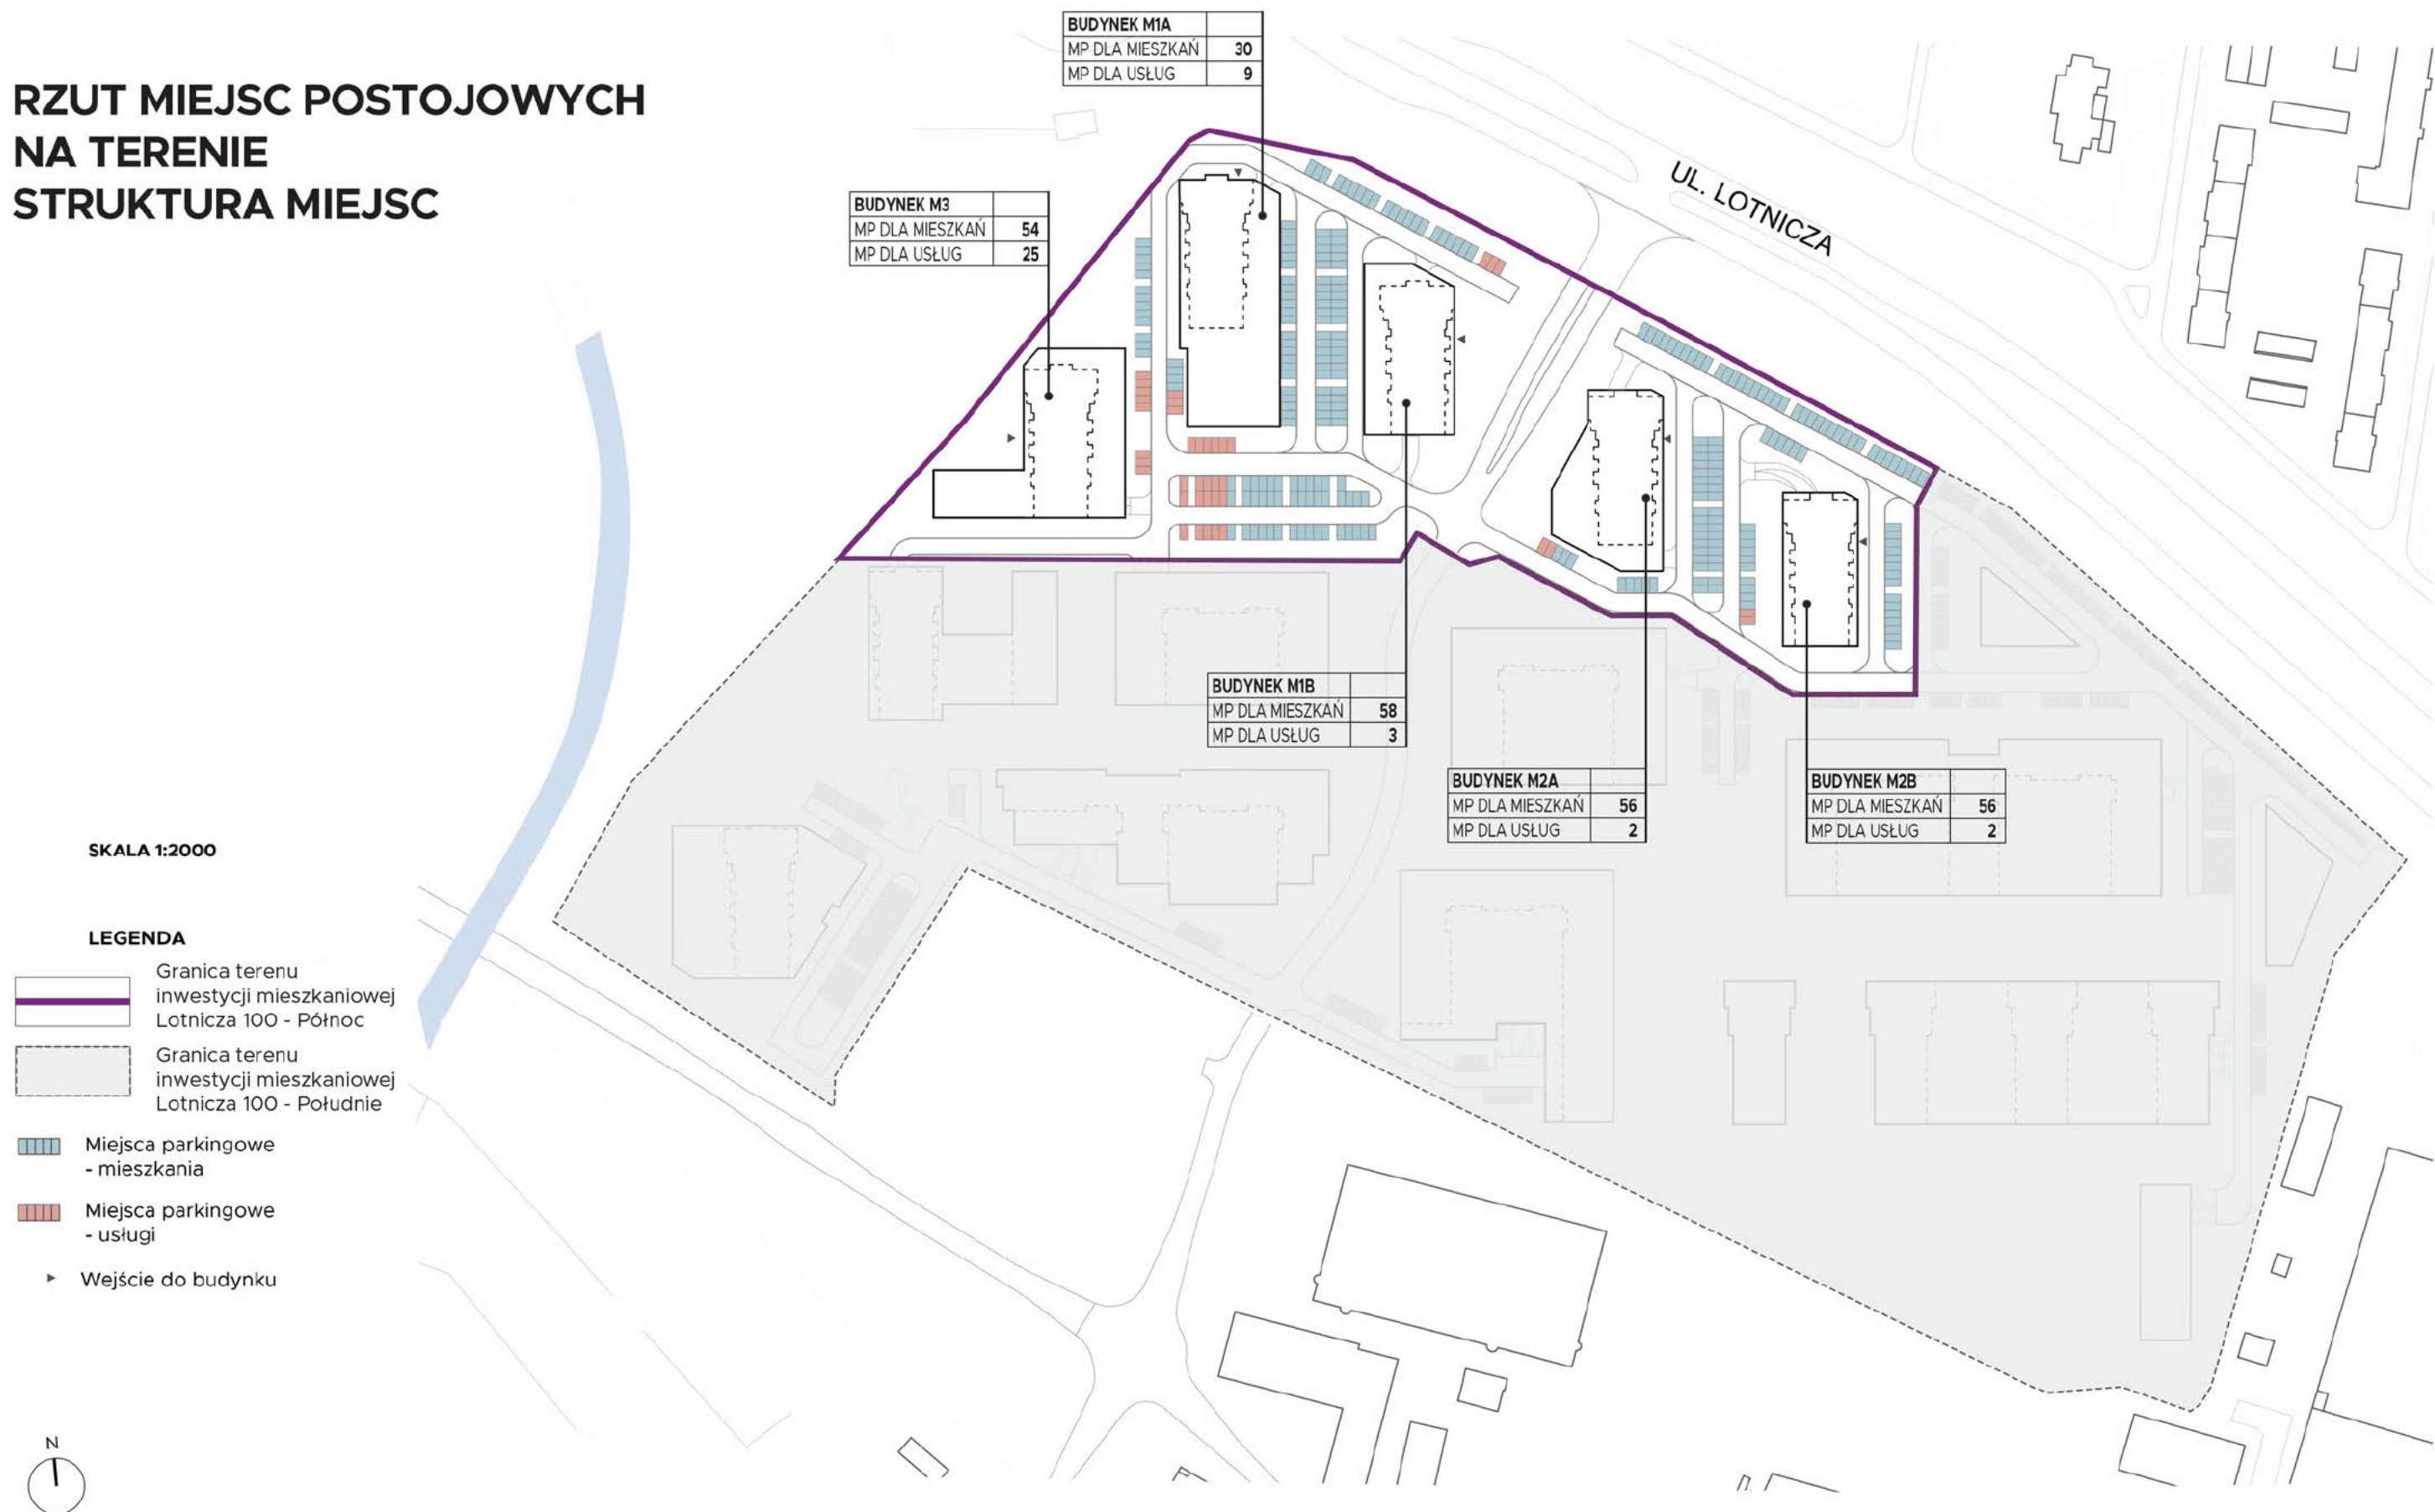 RZUT MIEJSC POSTOJOWYCH
NA TERENIE
STRUKTURA MIEJSC
BUDYNEK M1A
MP DLA MIESZKAŃ 30
MP DLA USŁUG 9
BUDYNEK M3
MP DLA MIESZKAŃ 54
MP DLA USŁUG 25
UL. LOTNICZA
BUDYNEK M1B
MP DLA MIESZKAŃ 58
MP DLA USŁUG 3
BUDYNEK M2A
MP DLA MIESZKAŃ 56
MP DLA USŁUG 2
BUDYNEK M2B
MP DLA MIESZKAŃ 56
MP DLA USŁUG 2
SKALA 1:2000
LEGENDA
Granica terenu
inwestycji mieszkaniowej
Lotnicza 100 - Północ
Granica terenu
inwestycji mieszkaniowej
Lotnicza 100 - Południe
Miejsca parkingowe
- mieszkania
Miejsca parkingowe
- usługi
Wejście do budynku
N